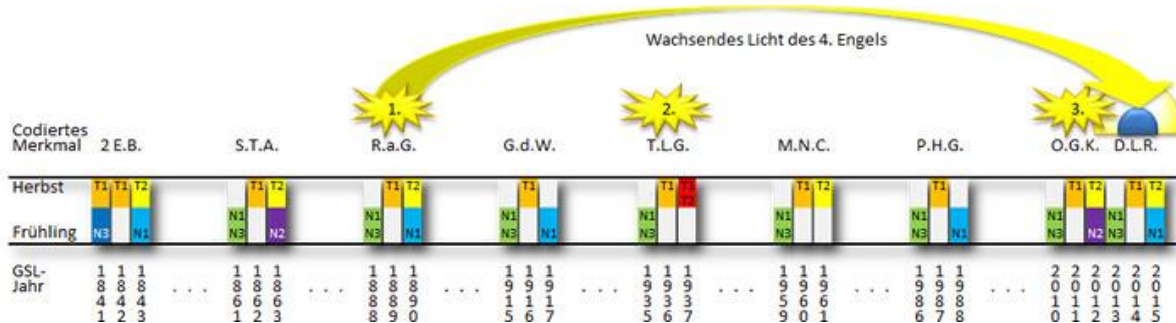 Wachsendes Licht des 4. Engels
1. 2. 3.
Codiertes
Merkmal 2 E.B. S.T.A. R.a.G. G.d.W. T.L.G. M.N.C. P.H.G. O.G.K. D.L.R.
Herbst T1 T1 T2 T1 T2 T1 T2 T1 T1 T1 T1 T2 T1 T1 T2 T1 T2
N1 N1 N1 N1 N1 N1 N1 N1
Frühling N3 N1 N3 N2 N3 N1 N3 N1 N3 N3 N3 N1 N3 N2 N3 N1
GSL-
Jahr 1841 1842 1843 . . . 1861 1862 1863 . . . 1888 1889 1890 . . . 1915 1916 1917 . . . 1935 1936 1937 . . . 1959 1960 1961 . . . 1986 1987 1988 . . . 2010 2011 2012 2013 2014 2015